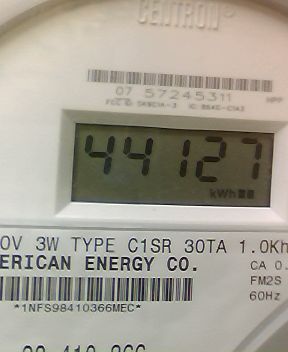 CENTRON®
07 57245311
44127
kWh
0V 3W TYPE C1SR 30TA 1.0Kh
ERICAN ENERGY CO.
CA 0.
FM2S
*1NFS98410366MEC*
60Hz